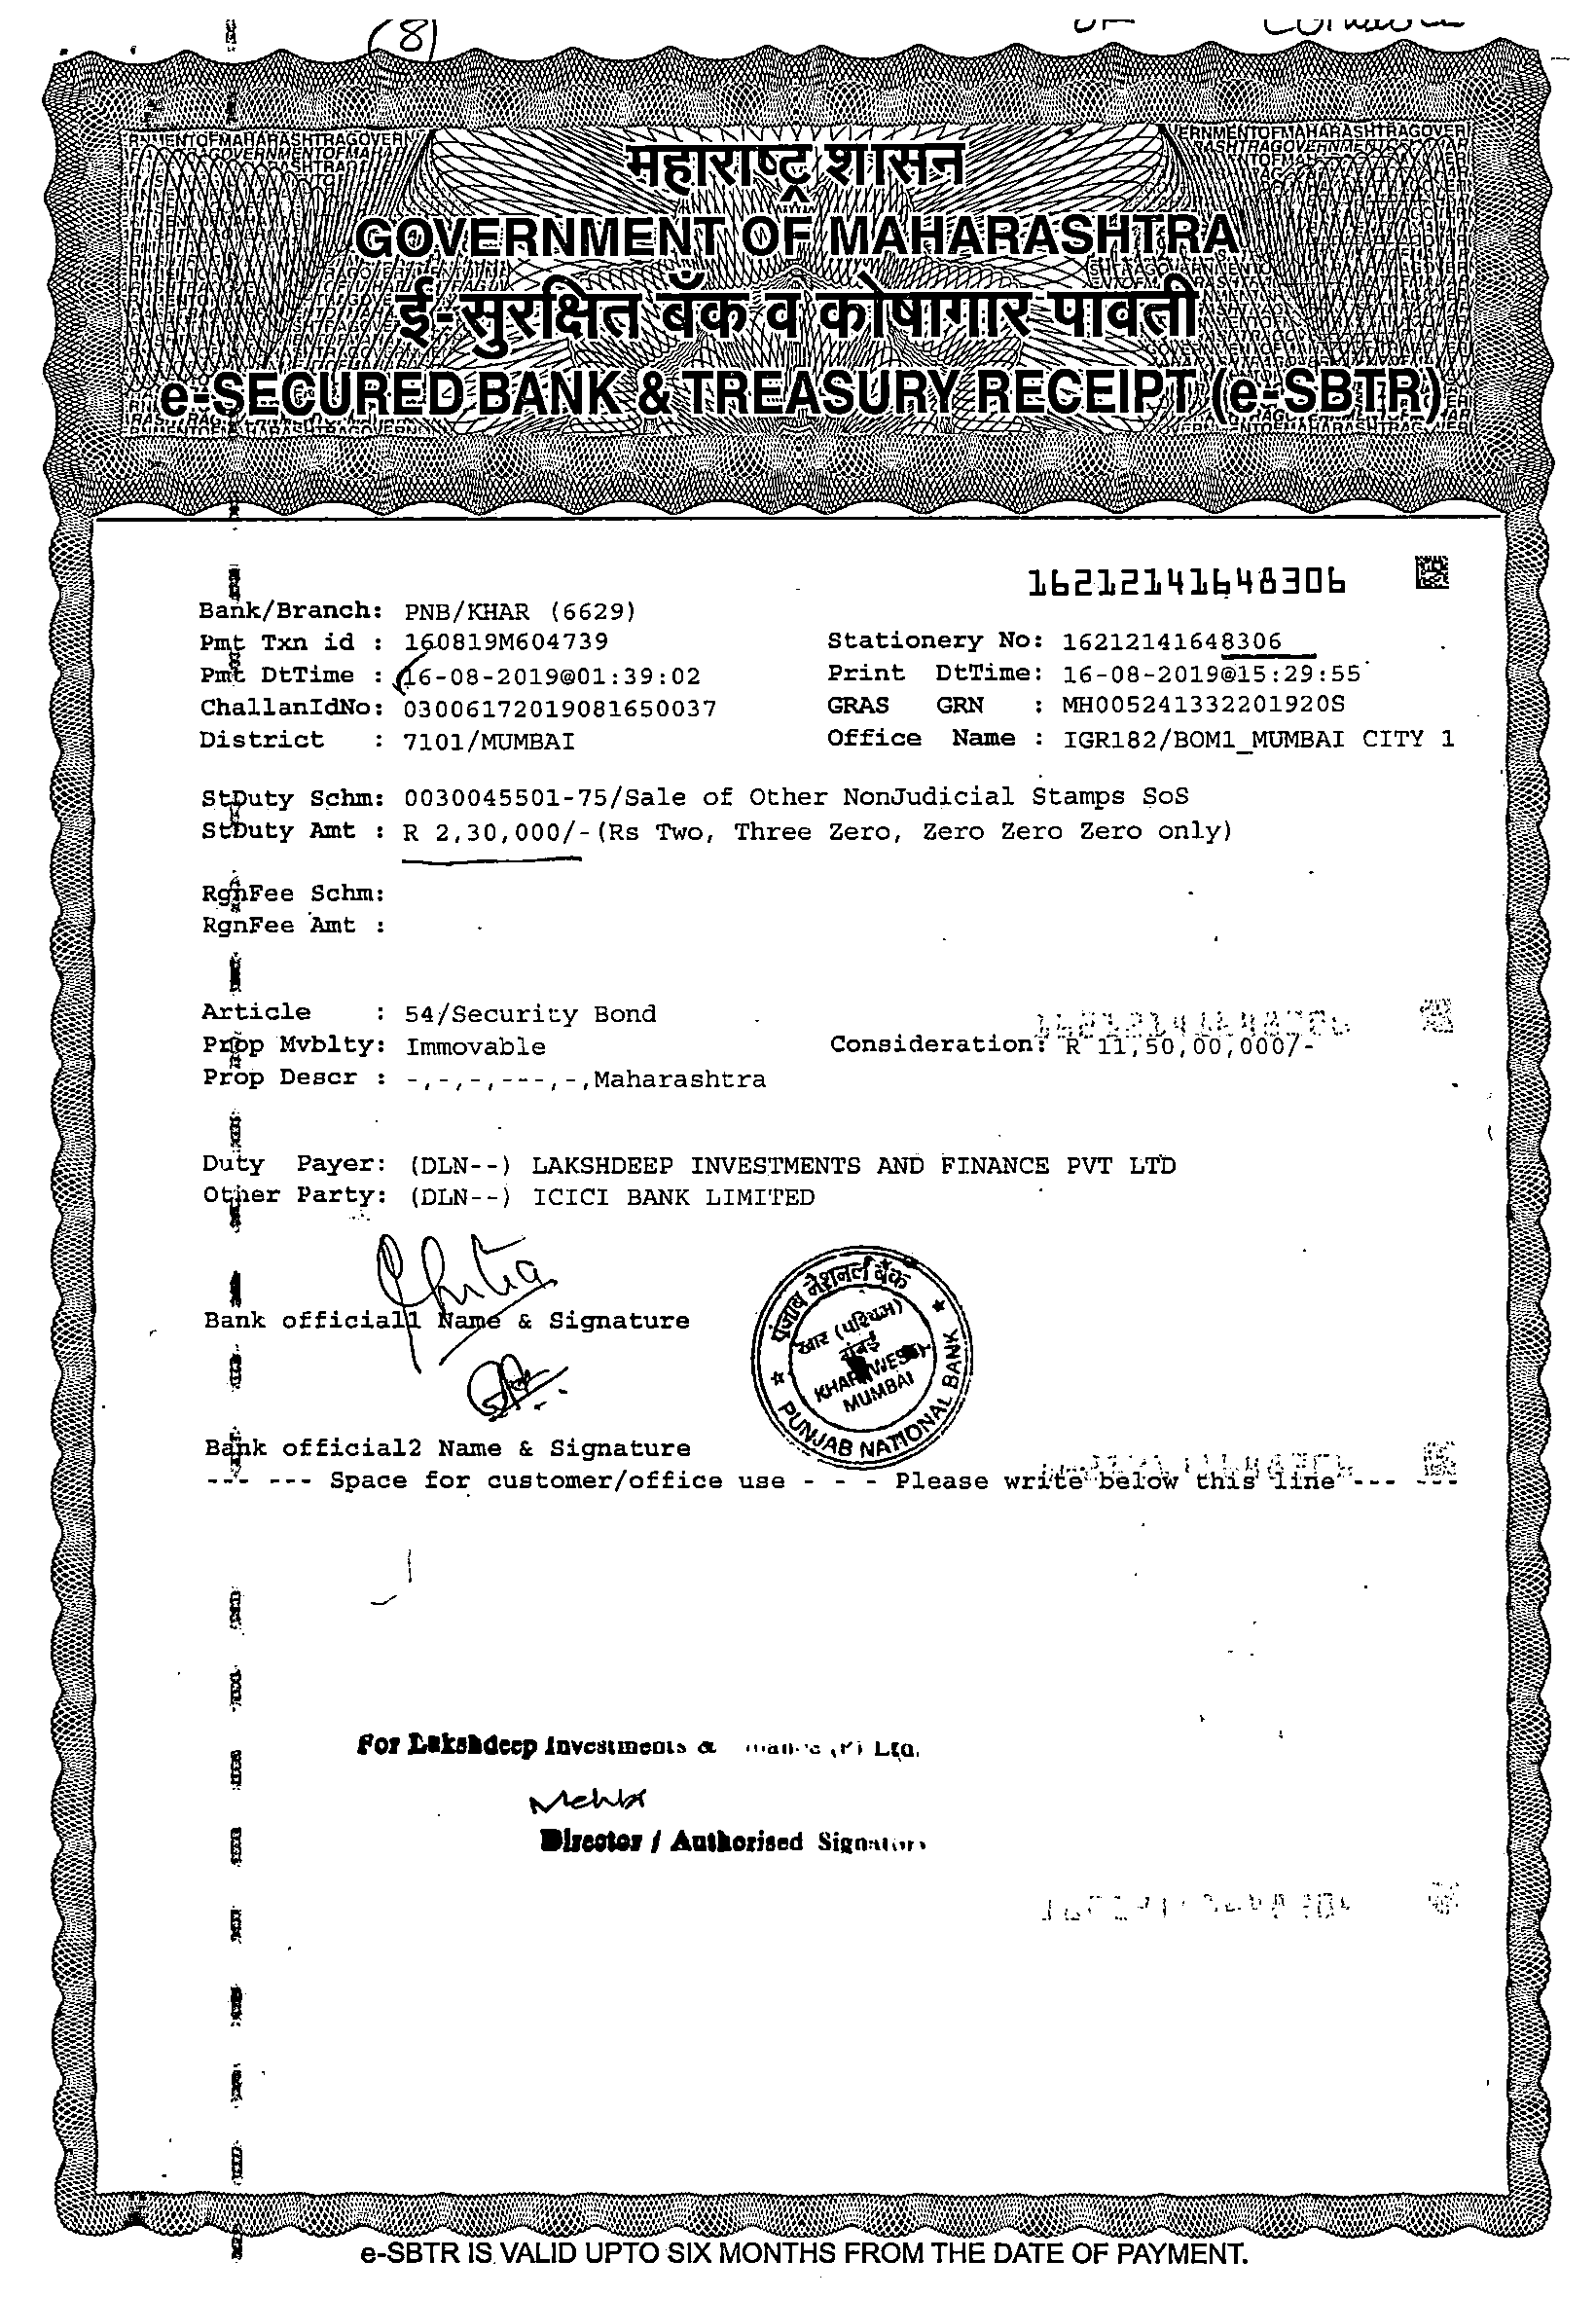 (8)
महाराष्ट्र शासन
GOVERNMENT OF MAHARASHTRA
ई-सुरक्षित बँक व कोषागार पावती
e-SECURED BANK & TREASURY RECEIPT (e-SBTR)
16212141648306
Bank/Branch: PNB/KHAR (6629)
Pmt Txn id : 160819M604739 Stationery No: 16212141648306
Pmt DtTime : 16-08-2019@01:39:02 Print DtTime: 16-08-2019@15:29:55
ChallanIdNo: 03006172019081650037 GRAS GRN : MH005241332201920S
District : 7101/MUMBAI Office Name : IGR182/BOM1_MUMBAI CITY 1
StDuty Schm: 0030045501-75/Sale of Other NonJudicial Stamps SoS
StDuty Amt : R 2,30,000/-(Rs Two, Three Zero, Zero Zero Zero only)
RgnFee Schm:
RgnFee Amt :
Article : 54/Security Bond
Prop Mvblty: Immovable Consideration: R 11,50,00,000/-
Prop Descr : -,-,-,---,-,Maharashtra
Duty Payer: (DLN--) LAKSHDEEP INVESTMENTS AND FINANCE PVT LTD
Other Party: (DLN--) ICICI BANK LIMITED
Bank official1 Name & Signature
पंजाब नेशनल बैंक
खार (पश्चिम)
मुंबई
KHAR (WEST)
MUMBAI
PUNJAB NATIONAL BANK
Bank official2 Name & Signature
--- --- Space for customer/office use - - - Please write below this line --- ---
For Lakshdeep Investments & (P) Ltd.
Director / Authorised Signatory
e-SBTR IS VALID UPTO SIX MONTHS FROM THE DATE OF PAYMENT.